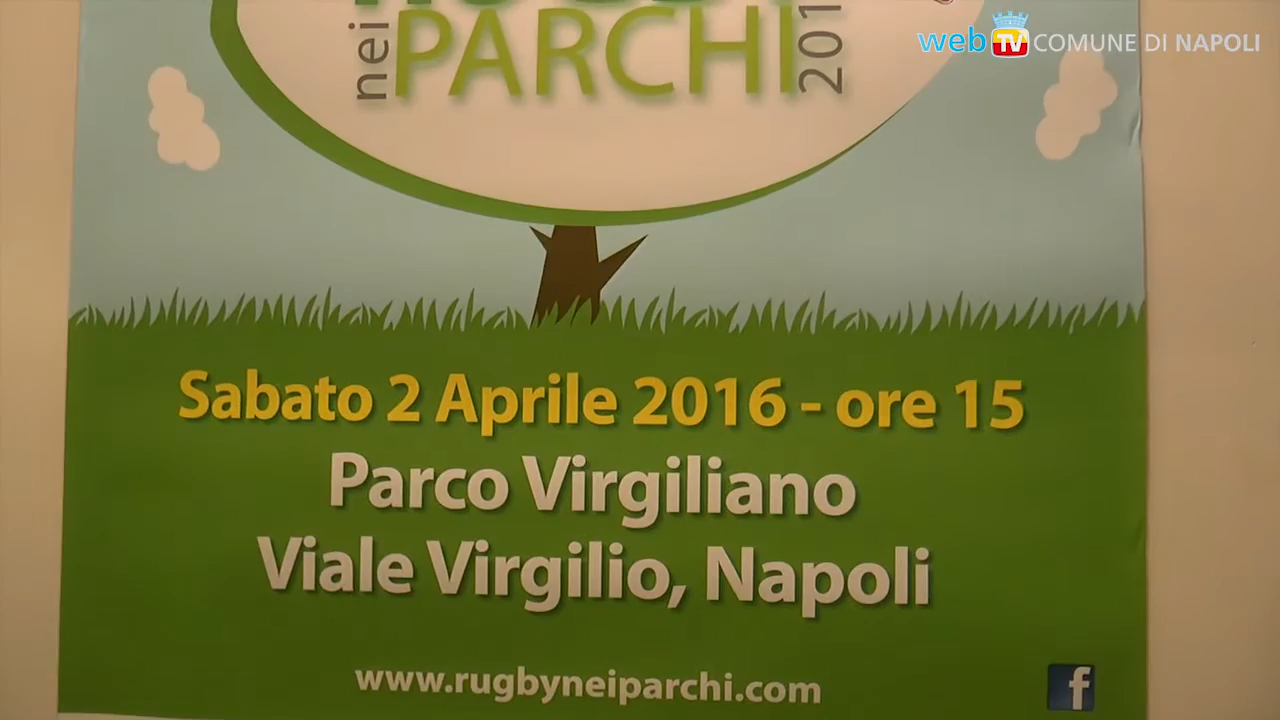 nei PARCHI 201
web TV COMUNE DI NAPOLI
Sabato 2 Aprile 2016 - ore 15
Parco Virgiliano
Viale Virgilio, Napoli
www.rugbyneiparchi.com
f